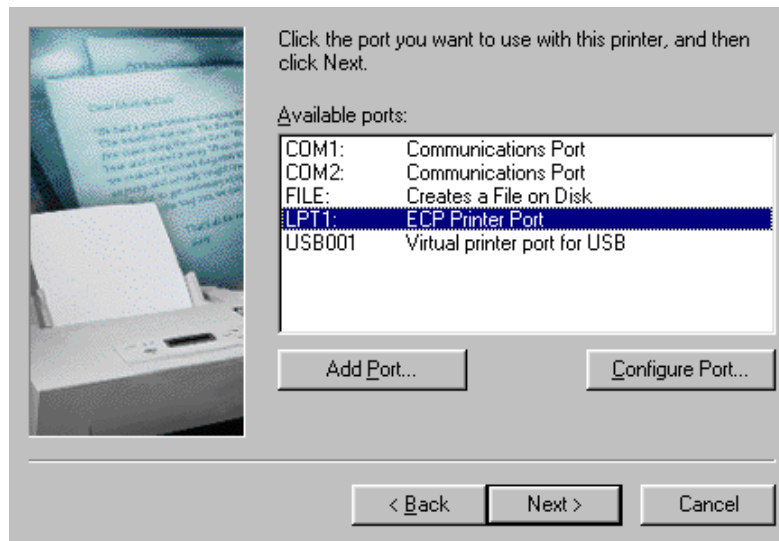 Click the port you want to use with this printer, and then
click Next.
Available ports:
COM1: Communications Port
COM2: Communications Port
FILE: Creates a File on Disk
LPT1: ECP Printer Port
USB001 Virtual printer port for USB
Add Port...
Configure Port...
< Back
Next >
Cancel